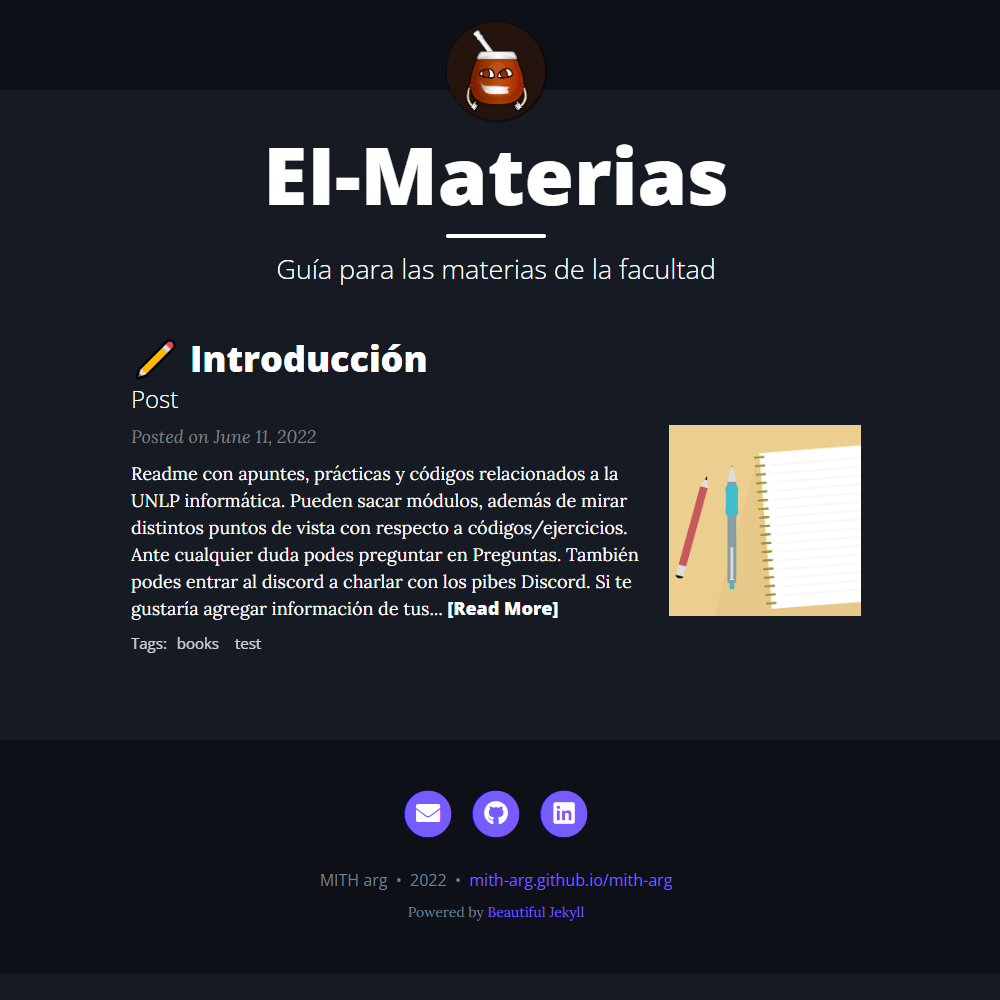 El-Materias
Guía para las materias de la facultad
Introducción
Post
Posted on June 11, 2022
Readme con apuntes, prácticas y códigos relacionados a la
UNLP informática. Pueden sacar módulos, además de mirar
distintos puntos de vista con respecto a códigos/ejercicios.
Ante cualquier duda podes preguntar en Preguntas. También
podes entrar al discord a charlar con los pibes Discord. Si te
gustaría agregar información de tus... [Read More]
Tags: books test
MITH arg • 2022 • mith-arg.github.io/mith-arg
Powered by Beautiful Jekyll